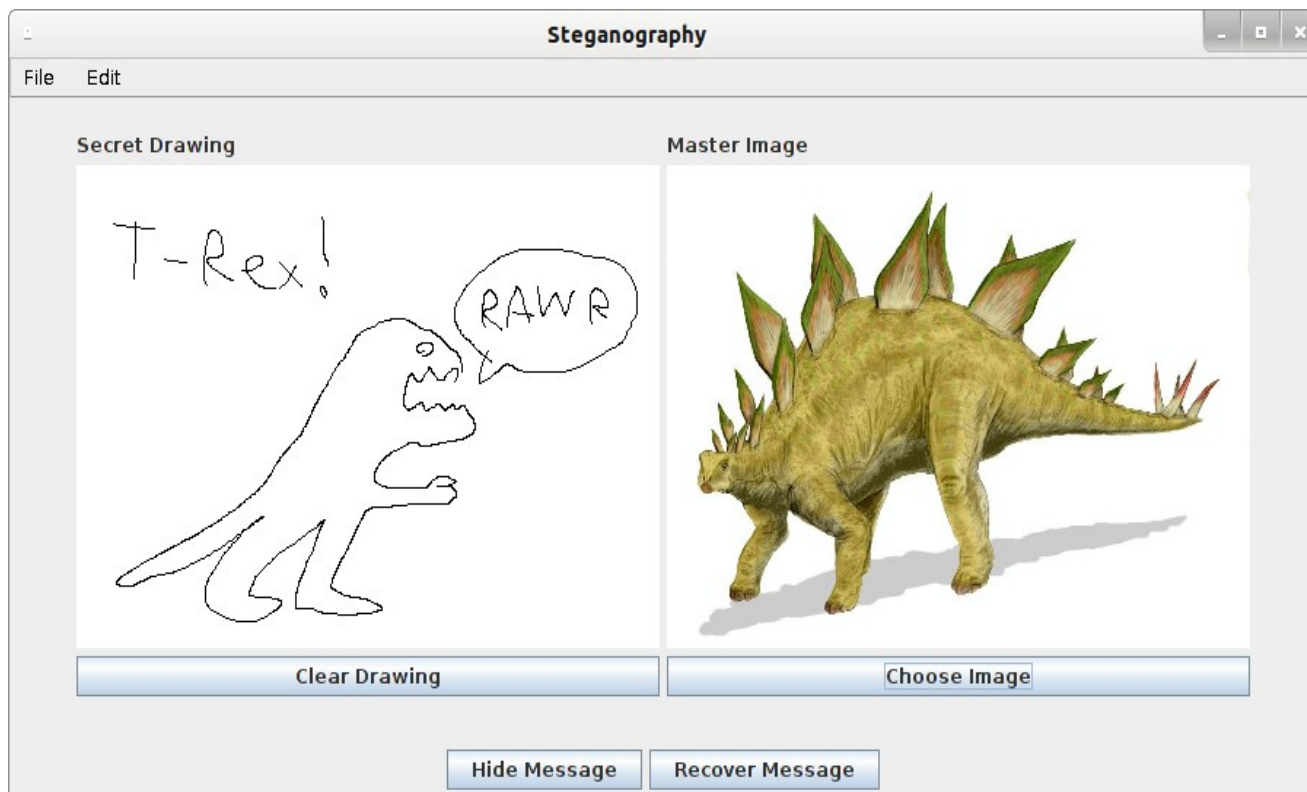 Steganography
File Edit
Secret Drawing
Master Image
T-Rex!
RAWR
Clear Drawing
Choose Image
Hide Message
Recover Message